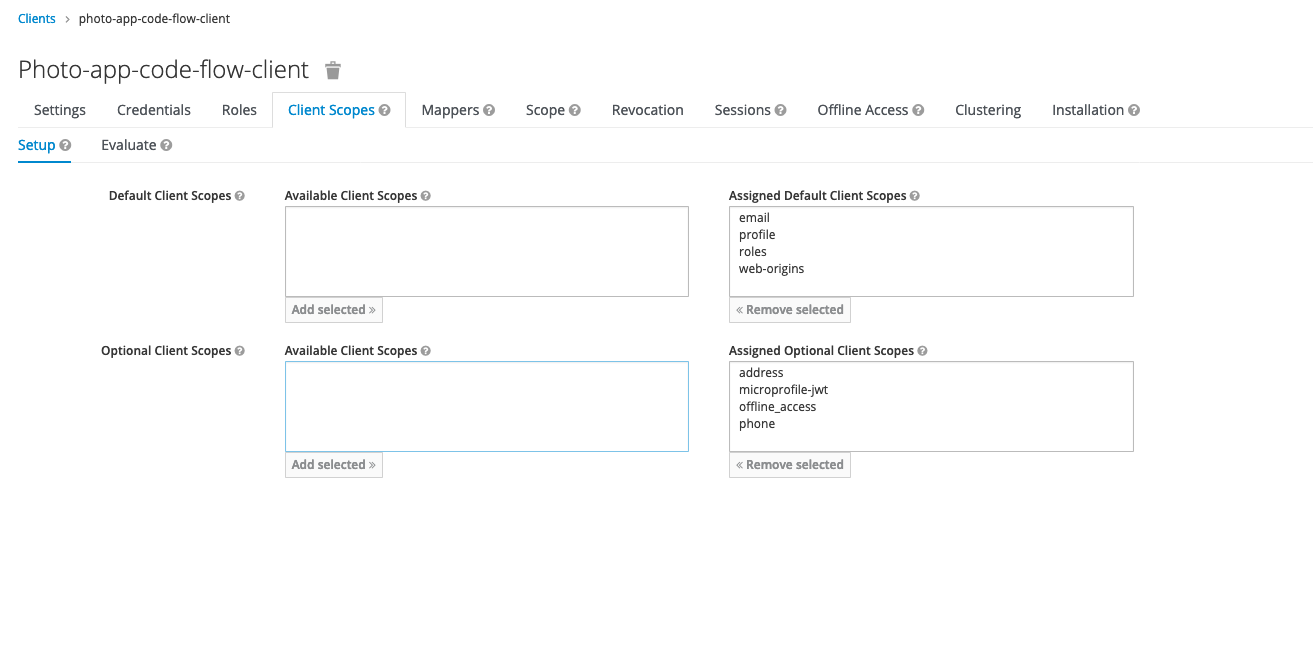 Clients › photo-app-code-flow-client
Photo-app-code-flow-client
Settings Credentials Roles Client Scopes ? Mappers ? Scope ? Revocation Sessions ? Offline Access ? Clustering Installation ?
Setup ? Evaluate ?
Default Client Scopes ? Available Client Scopes ? Assigned Default Client Scopes ?
email
profile
roles
web-origins
Add selected » « Remove selected
Optional Client Scopes ? Available Client Scopes ? Assigned Optional Client Scopes ?
address
microprofile-jwt
offline_access
phone
Add selected » « Remove selected